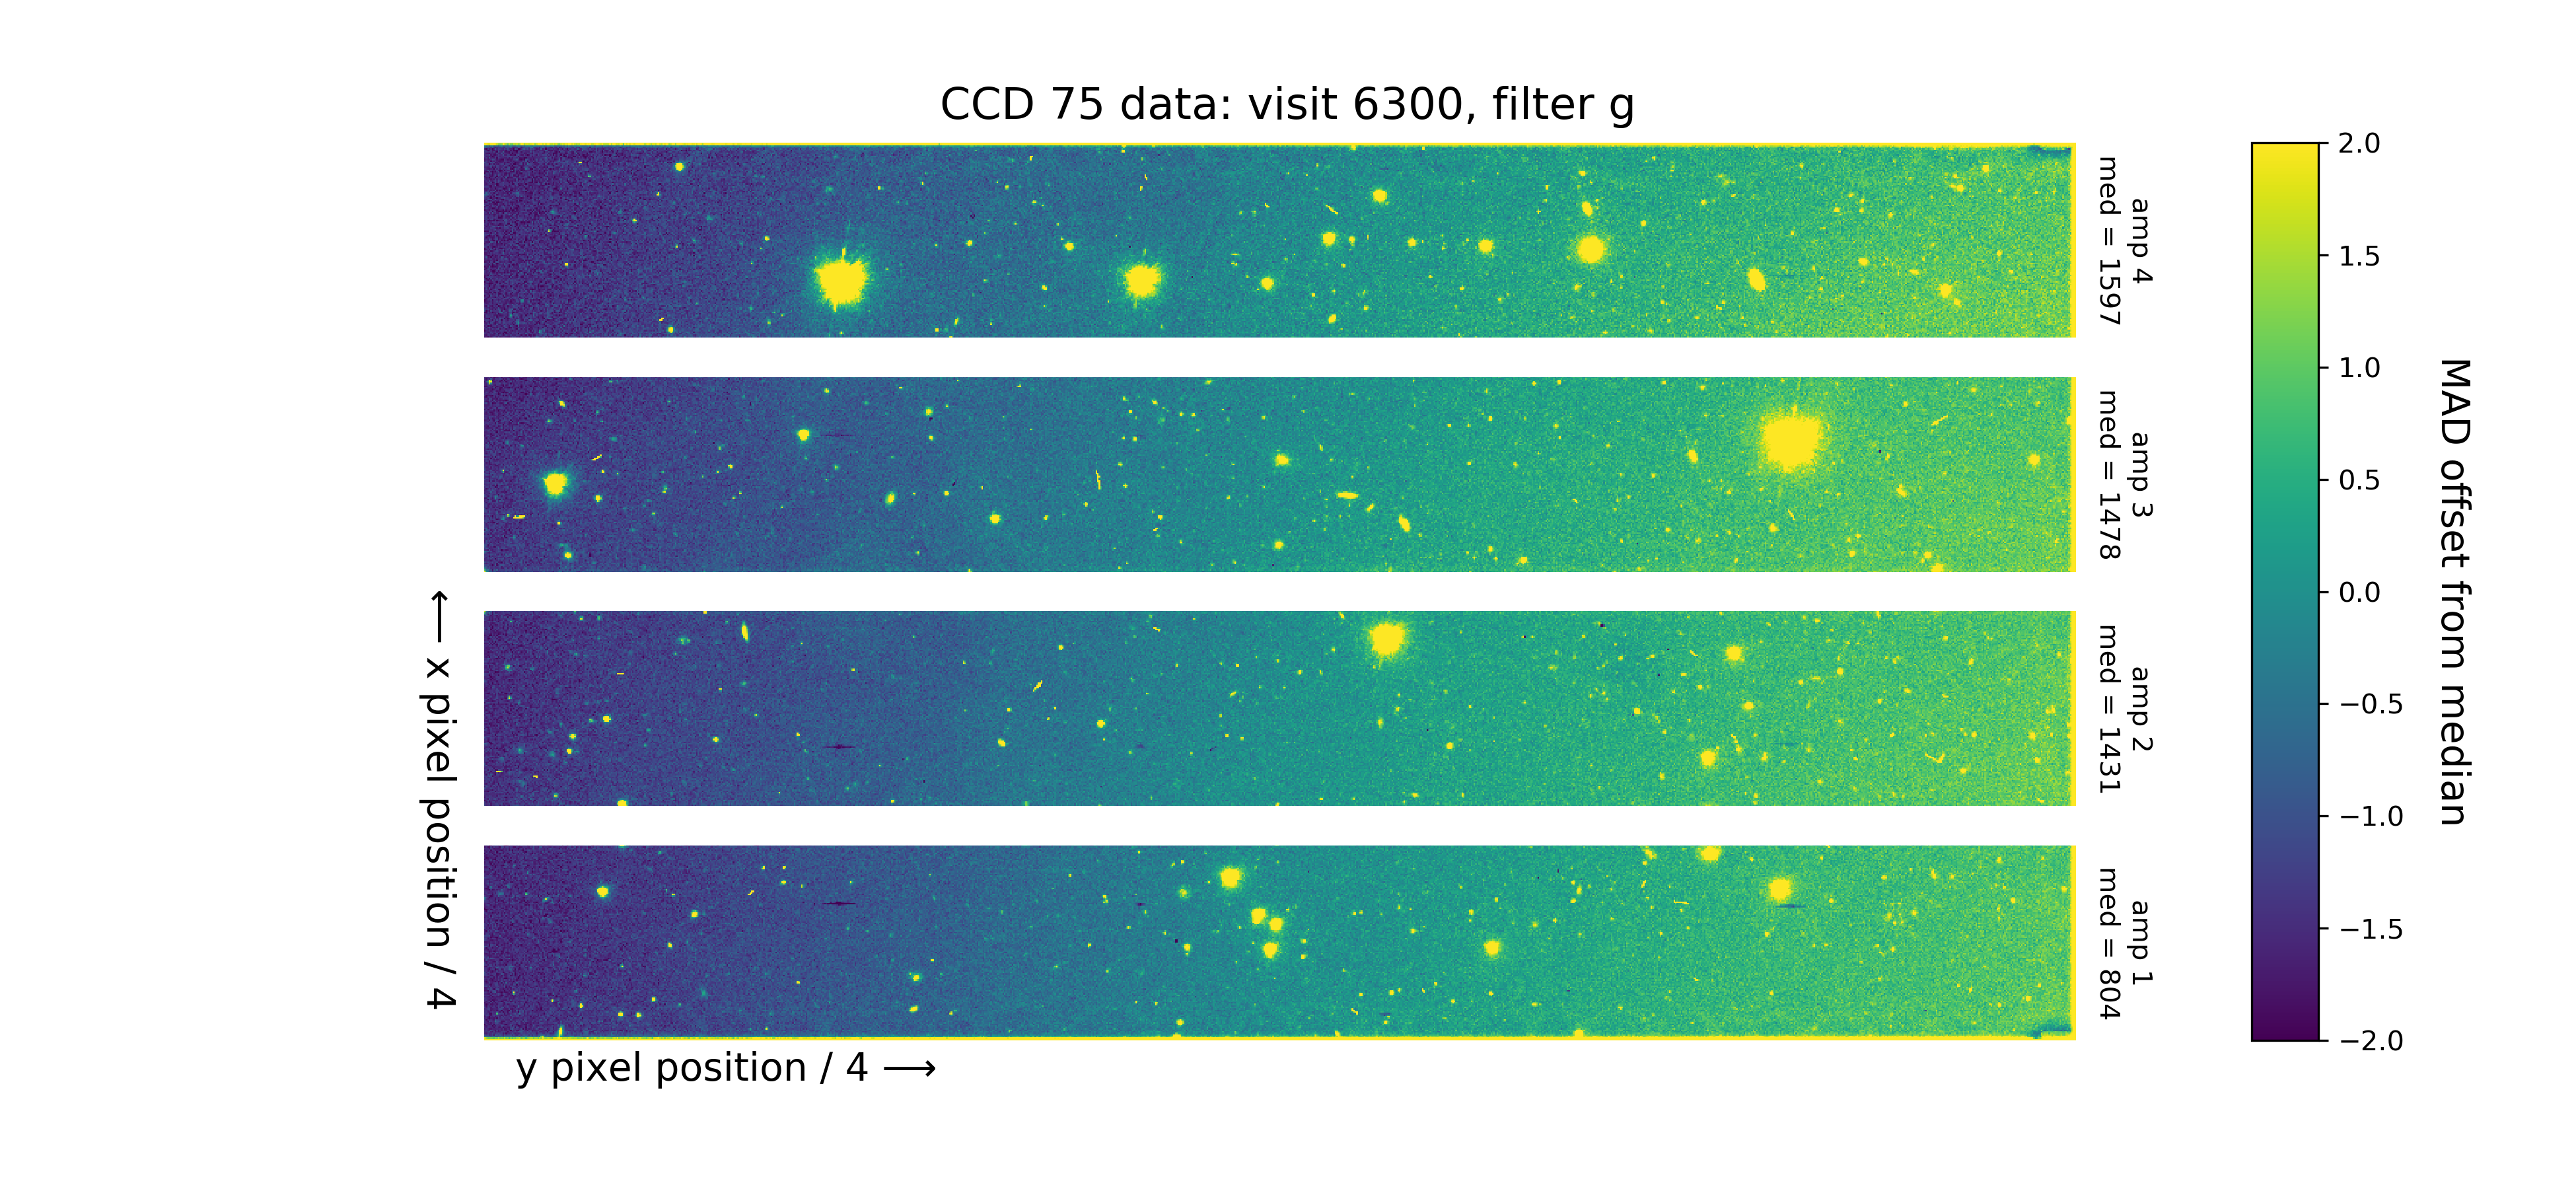 CCD 75 data: visit 6300, filter g
amp 4
med = 1597
amp 3
med = 1478
amp 2
med = 1431
amp 1
med = 804
⟵ x pixel position / 4
y pixel position / 4 ⟶
2.0
1.5
1.0
0.5
0.0
−0.5
−1.0
−1.5
−2.0
MAD offset from median